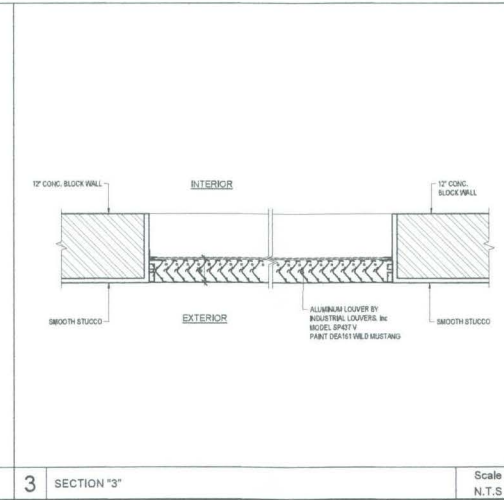 12" CONC. BLOCK WALL
INTERIOR
12" CONC.
BLOCK WALL
SMOOTH STUCCO
EXTERIOR
ALUMINUM LOUVER BY
INDUSTRIAL LOUVERS, Inc
MODEL SP437 V
PAINT DEA161 WILD MUSTANG
SMOOTH STUCCO
3 SECTION "3"
Scale
N.T.S